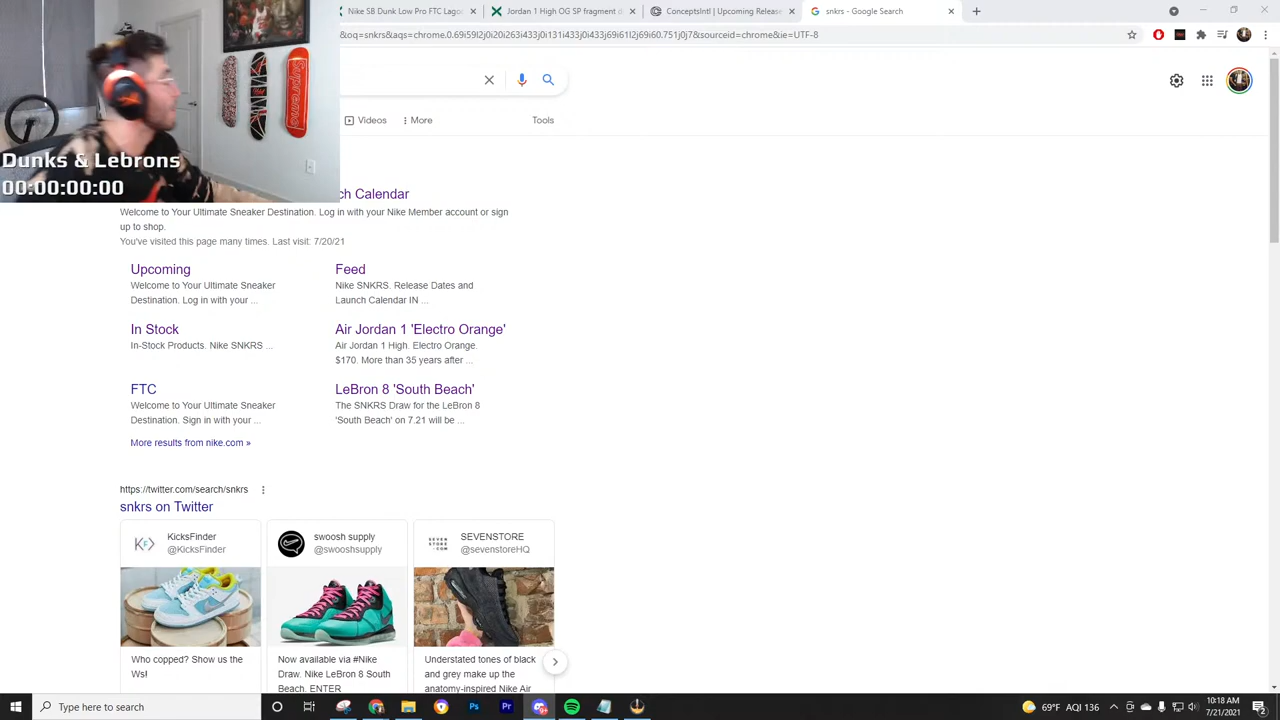 Nike SB Dunk Low Pro FTC Lago
Jordan 1 High OG SP fragment d
ConceptsIntl | Upcoming Release
snkrs - Google Search
&oq=snkrs&aqs=chrome.0.69i59l2j0i20i263i433j0i131i433j69i61l2j69i60.751j0j7&sourceid=chrome&ie=UTF-8
Videos
More
Tools
Supreme
Dunks & Lebrons
00:00:00:00
ch Calendar
Welcome to Your Ultimate Sneaker Destination. Log in with your Nike Member account or sign
up to shop.
You've visited this page many times. Last visit: 7/20/21
Upcoming
Welcome to Your Ultimate Sneaker
Destination. Log in with your ...
Feed
Nike SNKRS. Release Dates and
Launch Calendar IN ...
In Stock
In-Stock Products. Nike SNKRS ...
Air Jordan 1 'Electro Orange'
Air Jordan 1 High. Electro Orange.
$170. More than 35 years after ...
FTC
Welcome to Your Ultimate Sneaker
Destination. Sign in with your ...
LeBron 8 'South Beach'
The SNKRS Draw for the LeBron 8
'South Beach' on 7.21 will be ...
More results from nike.com »
https://twitter.com/search/snkrs
snkrs on Twitter
KicksFinder
@KicksFinder
Who copped? Show us the
Ws!
swoosh supply
@swooshsupply
Now available via #Nike
Draw. Nike LeBron 8 South
Beach. ENTER
SEVENSTORE
@sevenstoreHQ
SEVEN
STORE
.COM
Understated tones of black
and grey make up the
anatomy-inspired Nike Air
Type here to search
Ps
Pr
69°F AQI 136
10:18 AM
7/21/2021
2